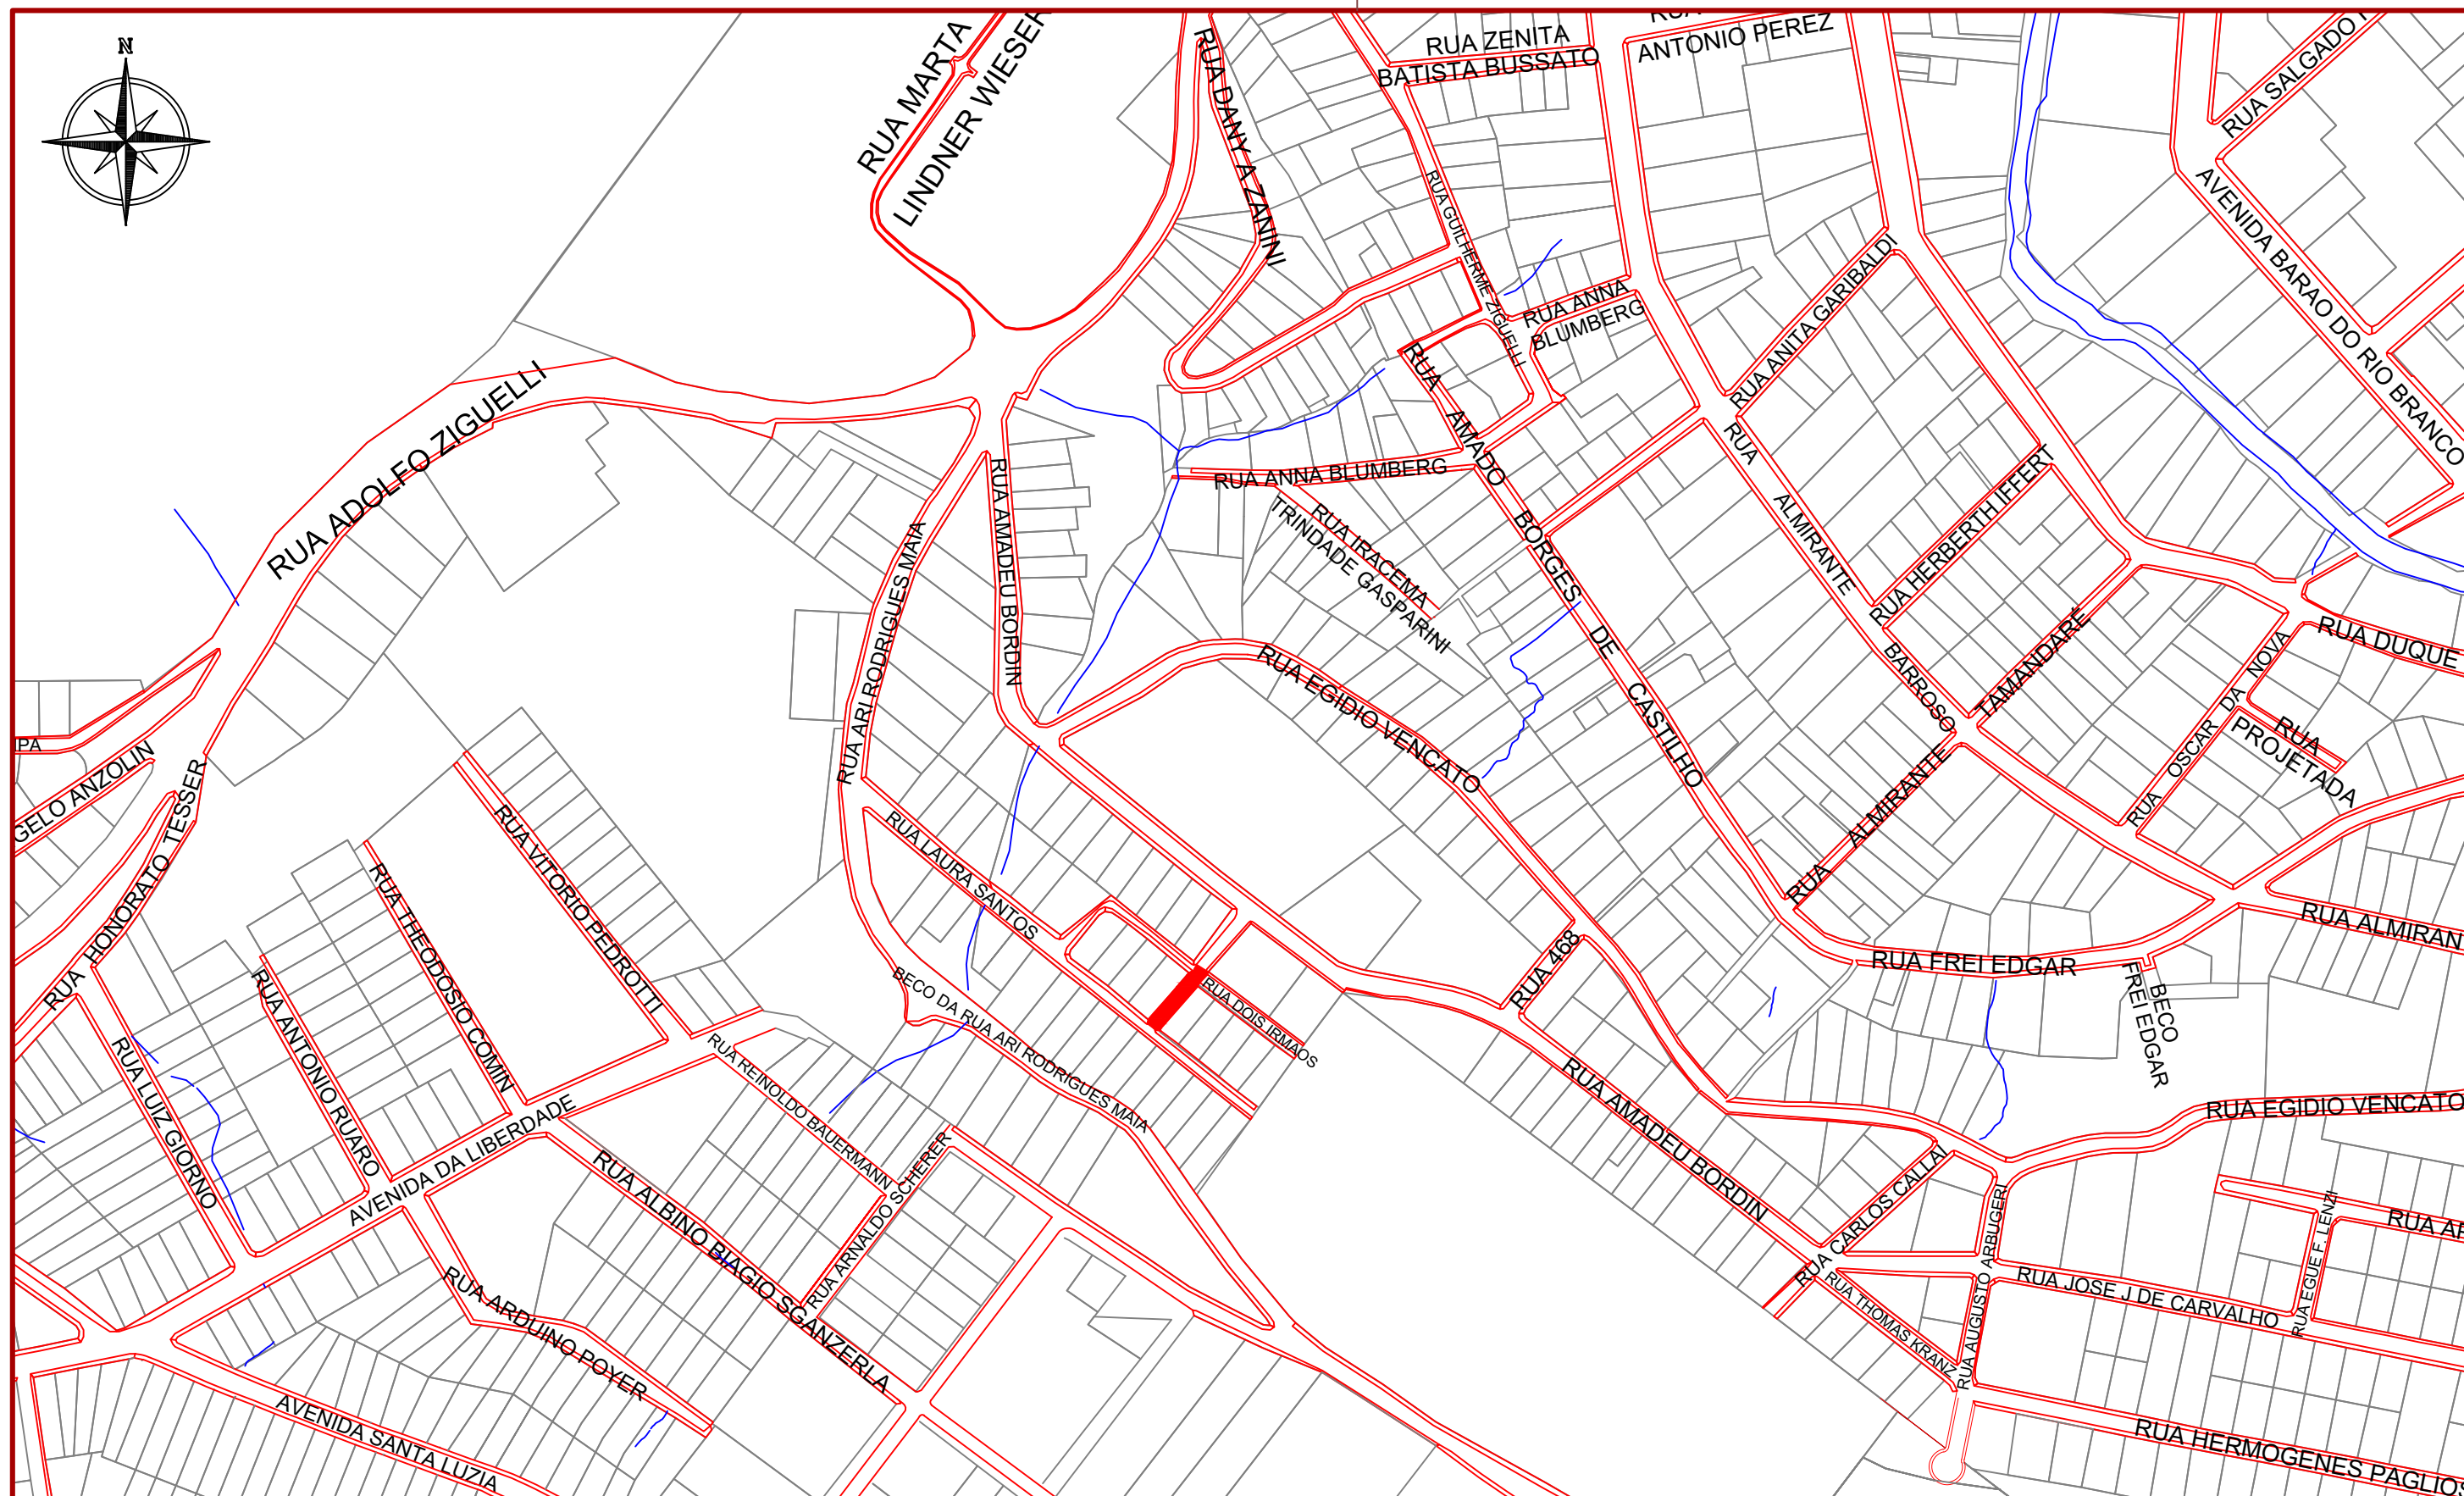 N
RUA MARTA
LINDNER WIESER
RUA DANY A ZANINI
RUA ZENITA
BATISTA BUSSATO
ANTONIO PEREZ
RUA SALGADO
AVENIDA BARAO DO RIO BRANCO
RUA GUILHERME ZIGUELLI
RUA ANNA
BLUMBERG
RUA ANITA GARIBALDI
RUA ADOLFO ZIGUELLI
RUA AMADO BORGES DE CASTILHO
RUA ANNA BLUMBERG
RUA IRACEMA
TRINDADE GASPARINI
RUA ALMIRANTE BARROSO
RUA HERBERTH IFFERT
RUA AMADEU BORDIN
RUA ARI RODRIGUES MAIA
RUA EGIDIO VENCATO
TAMANDARE
RUA ALMIRANTE
RUA OSCAR DA NOVA
RUA DUQUE
RUA
PROJETADA
IPA
GELO ANZOLIN
RUA HONORATO TESSER
RUA VITORIO PEDROTTI
RUA THEODOSIO COMIN
RUA ANTONIO RUARO
RUA LUIZ GIORNO
RUA LAURA SANTOS
BECO DA RUA ARI RODRIGUES MAIA
RUA DOIS IRMAOS
RUA 468
RUA FREI EDGAR
BECO
FREI EDGAR
RUA ALMIRAN
RUA REINOLDO BAUERMANN
AVENIDA DA LIBERDADE
RUA ALBINO BIAGIO SGANZERLA
RUA ARNALDO SCHERER
RUA ARDUINO POYER
AVENIDA SANTA LUZIA
RUA AMADEU BORDIN
RUA EGIDIO VENCATO
RUA CARLOS CALLAI
RUA THOMAS KRANZ
RUA AUGUSTO ARBUGERI
RUA JOSE J DE CARVALHO
RUA EGUE F. LENZI
RUA HERMOGENES PAGLIOS